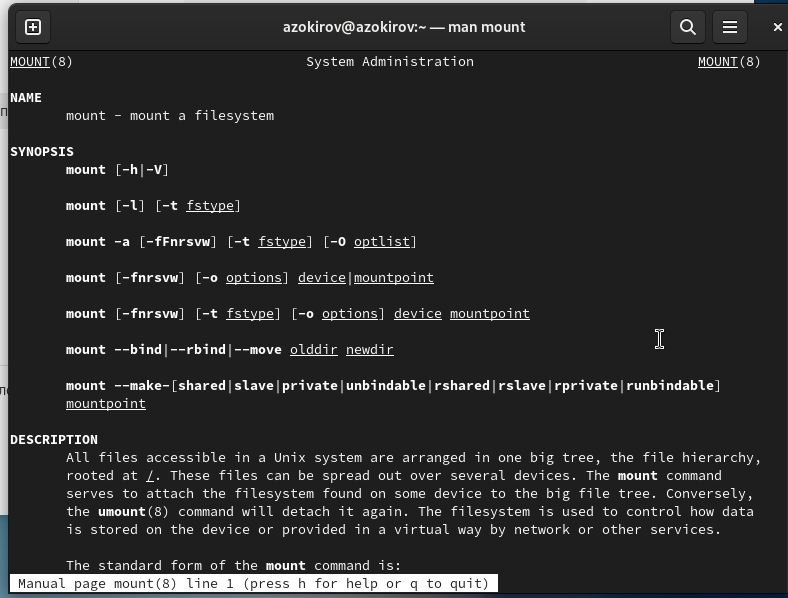 azokirov@azokirov:~ — man mount
MOUNT(8) System Administration MOUNT(8)
NAME
mount - mount a filesystem
SYNOPSIS
mount [-h|-V]
mount [-l] [-t fstype]
mount -a [-fFnrsvw] [-t fstype] [-O optlist]
mount [-fnrsvw] [-o options] device|mountpoint
mount [-fnrsvw] [-t fstype] [-o options] device mountpoint
mount --bind|--rbind|--move olddir newdir
mount --make-[shared|slave|private|unbindable|rshared|rslave|rprivate|runbindable]
mountpoint
DESCRIPTION
All files accessible in a Unix system are arranged in one big tree, the file hierarchy,
rooted at /. These files can be spread out over several devices. The mount command
serves to attach the filesystem found on some device to the big file tree. Conversely,
the umount(8) command will detach it again. The filesystem is used to control how data
is stored on the device or provided in a virtual way by network or other services.
The standard form of the mount command is:
Manual page mount(8) line 1 (press h for help or q to quit)